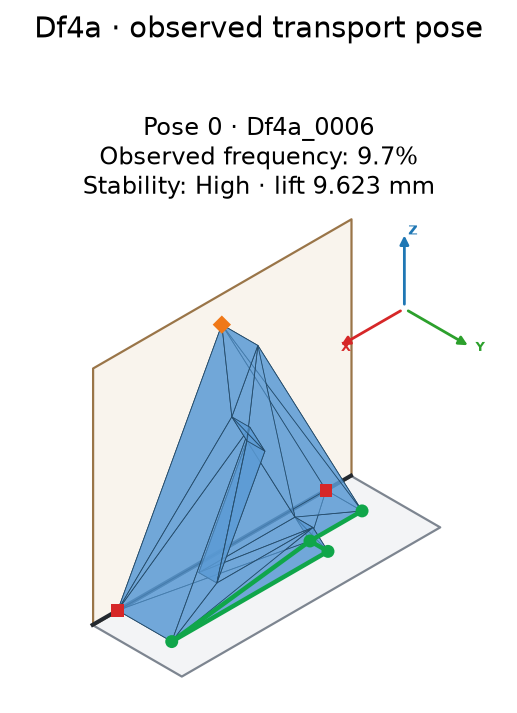 Df4a · observed transport pose
Pose 0 · Df4a_0006
Observed frequency: 9.7%
Stability: High · lift 9.623 mm
Z
X
Y